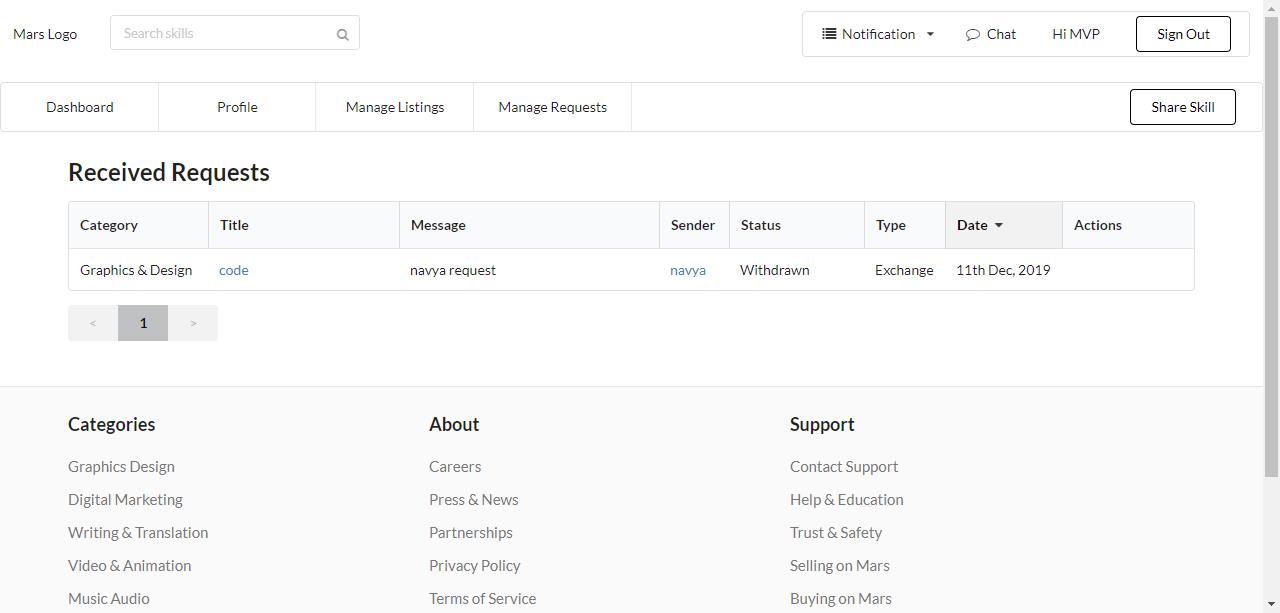 Mars Logo Search skills Notification Chat Hi MVP Sign Out
Dashboard Profile Manage Listings Manage Requests Share Skill
Received Requests
Category Title Message Sender Status Type Date Actions
Graphics & Design code navya request navya Withdrawn Exchange 11th Dec, 2019
< 1 >
Categories About Support
Graphics Design Careers Contact Support
Digital Marketing Press & News Help & Education
Writing & Translation Partnerships Trust & Safety
Video & Animation Privacy Policy Selling on Mars
Music Audio Terms of Service Buying on Mars